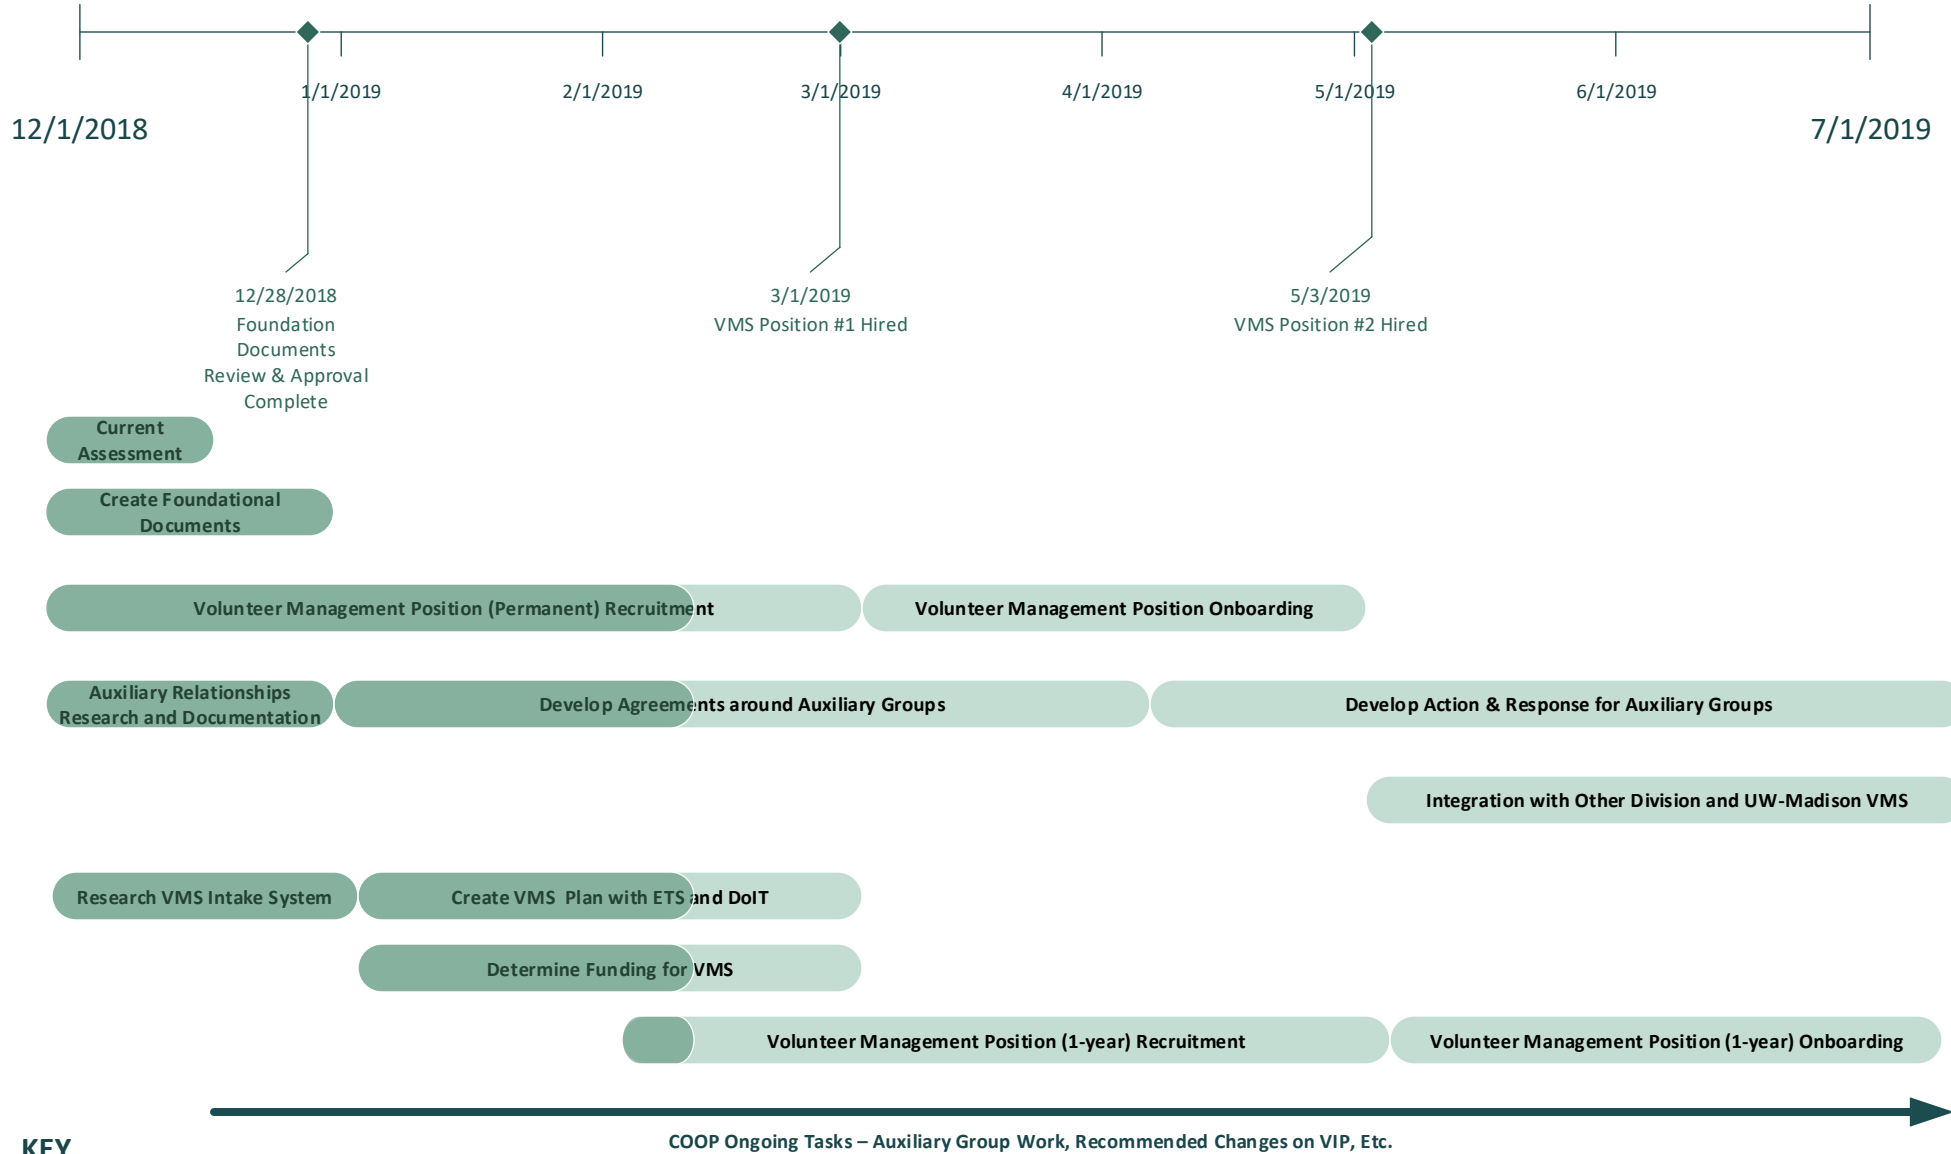 1/1/2019
2/1/2019
3/1/2019
4/1/2019
5/1/2019
6/1/2019
12/1/2018
7/1/2019
12/28/2018
Foundation
Documents
Review & Approval
Complete
3/1/2019
VMS Position #1 Hired
5/3/2019
VMS Position #2 Hired
Current
Assessment
Create Foundational
Documents
Volunteer Management Position (Permanent) Recruitment
Volunteer Management Position Onboarding
Auxiliary Relationships
Research and Documentation
Develop Agreements around Auxiliary Groups
Develop Action & Response for Auxiliary Groups
Integration with Other Division and UW-Madison VMS
Research VMS Intake System
Create VMS Plan with ETS and DoIT
Determine Funding for VMS
Volunteer Management Position (1-year) Recruitment
Volunteer Management Position (1-year) Onboarding
COOP Ongoing Tasks – Auxiliary Group Work, Recommended Changes on VIP, Etc.
KEY